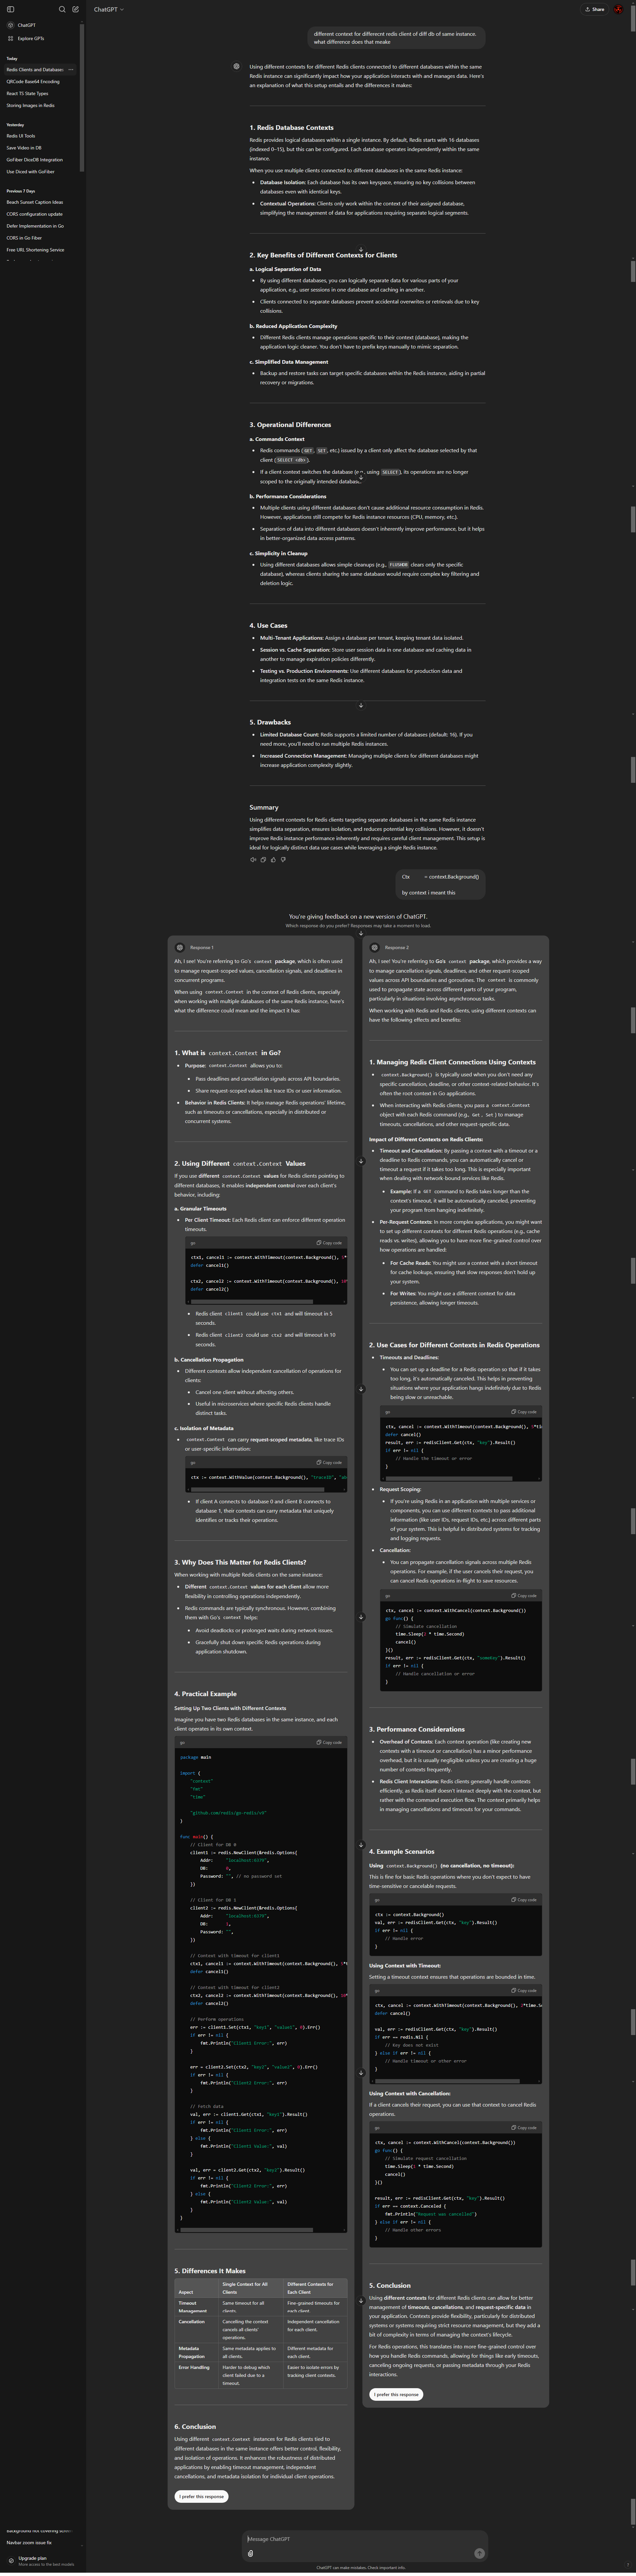 ChatGPT
Share
ChatGPT
Explore GPTs
Today
Redis Clients and Databases
QRCode Base64 Encoding
React TS State Types
Storing Images in Redis
Yesterday
Redis UI Tools
Save Video in DB
GoFiber DiceDB Integration
Use Diced with GoFiber
Previous 7 Days
Beach Sunset Caption Ideas
CORS configuration update
Defer Implementation in Go
CORS in Go Fiber
Free URL Shortening Service
different context for differenct redis client of diff db of same instance.
what difference does that meake
Using different contexts for different Redis clients connected to different databases within the same
Redis instance can significantly impact how your application interacts with and manages data. Here's
an explanation of what this setup entails and the differences it makes:
1. Redis Database Contexts
Redis provides logical databases within a single instance. By default, Redis starts with 16 databases
(indexed 0–15), but this can be configured. Each database operates independently within the same
instance.
When you use multiple clients connected to different databases in the same Redis instance:
Database Isolation: Each database has its own keyspace, ensuring no key collision between
databases even with identical keys.
Contextual Operations: Clients only work within the context of their assigned database,
simplifying the management of data for applications requiring separate logical segments.
2. Key Benefits of Different Contexts for Clients
a. Logical Separation of Data
By using different databases, you can logically separate data for various parts of your
application, e.g., user sessions in one database and caching in another.
Clients connected to separate databases prevent accidental overwrites or retrievals due to key
collisions.
b. Reduced Application Complexity
Different Redis clients manage operations specific to their context (database), making the
application logic cleaner. You don't have to prefix keys manually to mimic separation.
c. Simplified Data Management
Backup and restore tasks can target specific databases within the Redis instance, aiding in partial
recovery or migrations.
3. Operational Differences
a. Commands Context
Redis commands (GET, SET, etc.) issued by a client only affect the database selected by that
client (SELECT <db>).
If a client context switches the database (e.g., using SELECT), its operations are no longer
scoped to the originally intended database.
b. Performance Considerations
Multiple clients using different databases don't cause additional resource consumption in Redis.
However, applications still compete for Redis instance resources (CPU, memory, etc.).
Separation of data into different databases doesn't inherently improve performance, but it helps
in better-organized data access patterns.
c. Simplicity in Cleanup
Using different databases allows simple cleanups (e.g., FLUSHDB clears only the specific
database), whereas clients sharing the same database would require complex key filtering and
deletion logic.
4. Use Cases
Multi-Tenant Applications: Assign a database per tenant, keeping tenant data isolated.
Session vs. Cache Separation: Store user session data in one database and caching data in
another to manage expiration policies differently.
Testing vs. Production Environments: Use different databases for production data and
integration tests on the same Redis instance.
5. Drawbacks
Limited Database Count: Redis supports a limited number of databases (default: 16). If you
need more, you'll need to run multiple Redis instances.
Increased Connection Management: Managing multiple clients for different databases might
increase application complexity slightly.
Summary
Using different contexts for Redis clients targeting separate databases in the same Redis instance
simplifies data separation, ensures isolation, and reduces potential key collisions. However, it doesn't
improve Redis instance performance inherently and requires careful client management. This setup is
ideal for logically distinct data use cases while leveraging a single Redis instance.
Ctx = context.Background()
by context i meant this
You're giving feedback on a new version of ChatGPT.
Which response do you prefer? Responses may take a moment to load.
Response 1
Ah, I see! You're referring to Go's context package, which is often used
to manage request-scoped values, cancellation signals, and deadlines in
concurrent programs.
When using context.Context in the context of Redis clients, especially
when working with multiple databases of the same Redis instance, here's
what the difference could mean and the impact it has:
1. What is context.Context in Go?
Purpose: context.Context allows you to:
Pass deadlines and cancellation signals across API boundaries.
Share request-scoped values like trace IDs or user information.
Behavior in Redis Clients: It helps manage Redis operations' lifetime,
such as timeouts or cancellations, especially in distributed or
concurrent systems.
2. Using Different context.Context Values
If you use different context.Context values for Redis clients pointing to
different databases, it enables independent control over each client's
behavior, including:
a. Granular Timeouts
Per Client Timeout: Each Redis client can enforce different operation
timeouts.
go
Copy code
ctx1, cancel1 := context.WithTimeout(context.Background(), 5*
defer cancel1()
ctx2, cancel2 := context.WithTimeout(context.Background(), 10*
defer cancel2()
Redis client client1 could use ctx1 and will timeout in 5
seconds.
Redis client client2 could use ctx2 and will timeout in 10
seconds.
b. Cancellation Propagation
Different contexts allow independent cancellation of operations for
clients:
Cancel one client without affecting others.
Useful in microservices where specific Redis clients handle
distinct tasks.
c. Isolation of Metadata
context.Context can carry request-scoped metadata, like trace IDs
or user-specific information:
go
Copy code
ctx := context.WithValue(context.Background(), "traceID", "ab
If client A connects to database 0 and client B connects to
database 1, their contexts can carry metadata that uniquely
identifies or tracks their operations.
3. Why Does This Matter for Redis Clients?
When working with multiple Redis clients on the same instance:
Different context.Context values for each client allow more
flexibility in controlling operations independently.
Redis commands are typically synchronous. However, combining
them with Go's context helps:
Avoid deadlocks or prolonged waits during network issues.
Gracefully shut down specific Redis operations during
application shutdown.
4. Practical Example
Setting Up Two Clients with Different Contexts
Imagine you have two Redis databases in the same instance, and each
client operates in its own context.
go
Copy code
package main
import (
"context"
"fmt"
"time"
"github.com/redis/go-redis/v9"
)
func main() {
// Client for DB 0
client1 := redis.NewClient(&redis.Options{
Addr: "localhost:6379",
DB: 0,
Password: "", // no password set
})
// Client for DB 1
client2 := redis.NewClient(&redis.Options{
Addr: "localhost:6379",
DB: 1,
Password: "",
})
// Context with timeout for client1
ctx1, cancel1 := context.WithTimeout(context.Background(), 5*t
defer cancel1()
// Context with timeout for client2
ctx2, cancel2 := context.WithTimeout(context.Background(), 10*
defer cancel2()
// Perform operations
err := client1.Set(ctx1, "key1", "value1", 0).Err()
if err != nil {
fmt.Println("Client1 Error:", err)
}
err = client2.Set(ctx2, "key2", "value2", 0).Err()
if err != nil {
fmt.Println("Client2 Error:", err)
}
// Fetch data
val, err := client1.Get(ctx1, "key1").Result()
if err != nil {
fmt.Println("Client1 Error:", err)
} else {
fmt.Println("Client1 Value:", val)
}
val, err = client2.Get(ctx2, "key2").Result()
if err != nil {
fmt.Println("Client2 Error:", err)
} else {
fmt.Println("Client2 Value:", val)
}
}
5. Differences It Makes
Aspect Single Context for All Clients Different Contexts for Each Client
Timeout Management Same timeout for all clients. Fine-grained timeouts for each client.
Cancellation Cancelling the context cancels all clients' operations. Independent cancellation for each client.
Metadata Propagation Same metadata applies to all clients. Different metadata for each client.
Error Handling Harder to debug which client failed due to a timeout. Easier to isolate errors by tracking client contexts.
6. Conclusion
Using different context.Context instances for Redis clients tied to
different databases in the same instance offers better control, flexibility,
and isolation of operations. It enhances the robustness of distributed
applications by enabling timeout management, independent
cancellations, and metadata isolation for individual client operations.
I prefer this response
Response 2
Ah, I see! You're referring to Go's context package, which provides a way
to manage cancellation signals, deadlines, and other request-scoped
values across API boundaries and goroutines. The context is commonly
used to propagate state across different parts of your program,
particularly in situations involving asynchronous tasks.
When working with Redis and Redis clients, using different contexts can
have the following effects and benefits:
1. Managing Redis Client Connections Using Contexts
context.Background() is typically used when you don't need any
specific cancellation, deadline, or other context-related behavior. It's
often the root context in Go applications.
When interacting with Redis clients, you pass a context.Context
object with each Redis command (e.g., Get, Set) to manage
timeouts, cancellations, and other request-specific data.
Impact of Different Contexts on Redis Clients:
Timeout and Cancellation: By passing a context with a timeout or a
deadline to Redis commands, you can automatically cancel or
timeout a request if it takes too long. This is especially important
when dealing with network-bound services like Redis.
Example: If a GET command to Redis takes longer than the
context's timeout, it will be automatically canceled, preventing your
program from hanging indefinitely.
Per-Request Contexts: In more complex applications, you might want
to set up different contexts for different Redis operations (e.g., cache
reads vs. writes), allowing you to have more fine-grained control over
how operations are handled:
For Cache Reads: You might use a context with a short timeout
for cache lookups, ensuring that slow responses don't hold up
your system.
For Writes: You might use a different context for data
persistence, allowing longer timeouts.
2. Use Cases for Different Contexts in Redis Operations
Timeouts and Deadlines:
You can set up a deadline for a Redis operation so that if it takes
too long, it's automatically canceled. This helps in preventing
situations where your application hangs indefinitely due to Redis
being slow or unreachable.
go
Copy code
ctx, cancel := context.WithTimeout(context.Background(), 5*ti
defer cancel()
result, err := redisClient.Get(ctx, "key").Result()
if err != nil {
// Handle the timeout or error
}
Request Scoping:
If you're using Redis in an application with multiple services or
components, you can use different contexts to pass additional
information (like user IDs, request IDs, etc.) across different parts
of your system. This is helpful in distributed systems for tracking
and logging requests.
Cancellation:
You can propagate cancellation signals across multiple Redis
operations. For example, if the user cancels their request, you
can cancel Redis operations in-flight to save resources.
go
Copy code
ctx, cancel := context.WithCancel(context.Background())
go func() {
// Simulate cancellation
time.Sleep(2 * time.Second)
cancel()
}()
result, err := redisClient.Get(ctx, "someKey").Result()
if err != nil {
// Handle cancellation or error
}
3. Performance Considerations
Overhead of Contexts: Each context operation (like creating new
contexts with a timeout or cancellation) has a minor performance
overhead, but it is usually negligible unless you are creating a huge
number of contexts frequently.
Redis Client Interactions: Redis clients generally handle contexts
efficiently, as Redis itself doesn't interact deeply with the context, but
rather with the command execution flow. The context primarily helps
in managing cancellations and timeouts for your commands.
4. Example Scenarios
Using context.Background() (no cancellation, no timeout):
This is fine for basic Redis operations where you don't expect to have
time-sensitive or cancelable requests.
go
Copy code
ctx := context.Background()
val, err := redisClient.Get(ctx, "key").Result()
if err != nil {
// Handle error
}
Using Context with Timeout:
Setting a timeout context ensures that operations are bounded in time.
go
Copy code
ctx, cancel := context.WithTimeout(context.Background(), 2*time.Se
defer cancel()
val, err := redisClient.Get(ctx, "key").Result()
if err == redis.Nil {
// Key does not exist
} else if err != nil {
// Handle timeout or other error
}
Using Context with Cancellation:
If a client cancels their request, you can use that context to cancel Redis
operations.
go
Copy code
ctx, cancel := context.WithCancel(context.Background())
go func() {
// Simulate request cancellation
time.Sleep(1 * time.Second)
cancel()
}()
result, err := redisClient.Get(ctx, "key").Result()
if err == context.Canceled {
fmt.Println("Request was cancelled")
} else if err != nil {
// Handle other errors
}
5. Conclusion
Using different contexts for different Redis clients can allow for better
management of timeouts, cancellations, and request-specific data in
your application. Contexts provide flexibility, particularly for distributed
systems or systems requiring strict resource management, but they add a
bit of complexity in terms of managing the context's lifecycle.
For Redis operations, this translates into more fine-grained control over
how you handle Redis commands, allowing for things like early timeouts,
canceling ongoing requests, or passing metadata through your Redis
interactions.
I prefer this response
Navbar zoom issue fix
Upgrade plan
More access to the best models
Message ChatGPT
ChatGPT can make mistakes. Check important info.
?